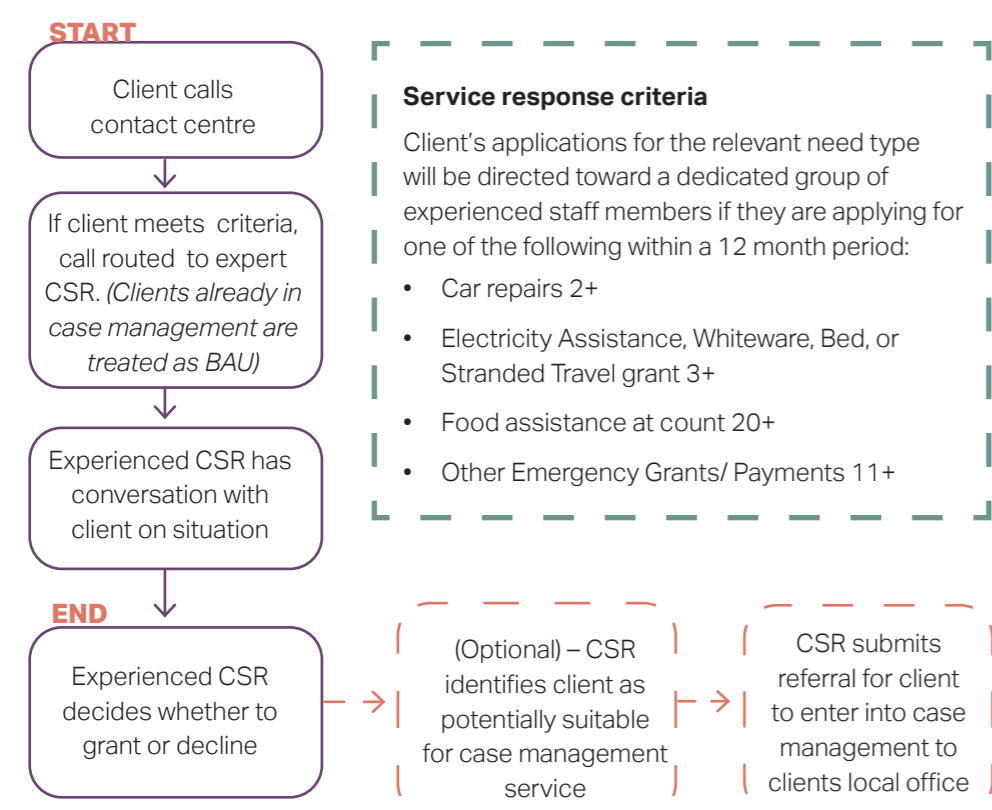 START
Client calls
contact centre
If client meets  criteria,
call routed  to expert
CSR. (Clients already in
case management are
treated as BAU)
Experienced CSR has
conversation with
client on situation
END
Experienced CSR
decides whether to
grant or decline
(Optional) – CSR
identifies client as
potentially suitable
for case management
service
CSR submits
referral for client
to enter into case
management to
clients local office
Service response criteria
Client's applications for the relevant need type
will be directed toward a dedicated group of
experienced staff members if they are applying for
one of the following within a 12 month period:
• Car repairs 2+
• Electricity Assistance, Whiteware, Bed, or
Stranded Travel grant 3+
• Food assistance at count 20+
• Other Emergency Grants/ Payments 11+